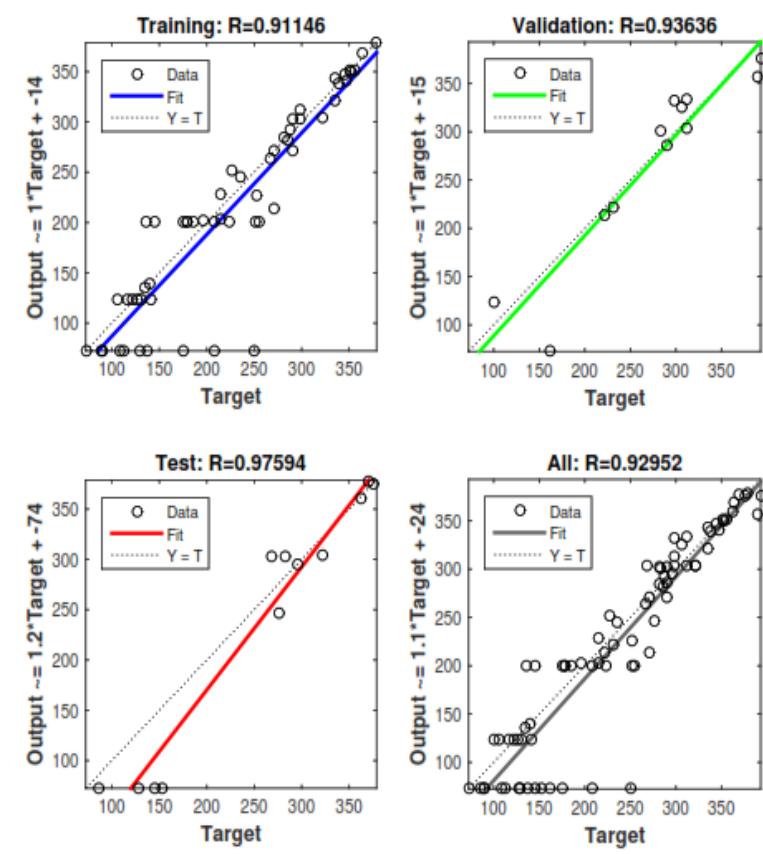 Training: R=0.91146
Output ~= 1*Target + -14
350
300
250
200
150
100
Data
Fit
Y = T
100 150 200 250 300 350
Target
Validation: R=0.93636
Output ~= 1*Target + -15
350
300
250
200
150
100
Data
Fit
Y = T
100 150 200 250 300 350
Target
Test: R=0.97594
Output ~= 1.2*Target + -74
350
300
250
200
150
100
Data
Fit
Y = T
100 150 200 250 300 350
Target
All: R=0.92952
Output ~= 1.1*Target + -24
350
300
250
200
150
100
Data
Fit
Y = T
100 150 200 250 300 350
Target